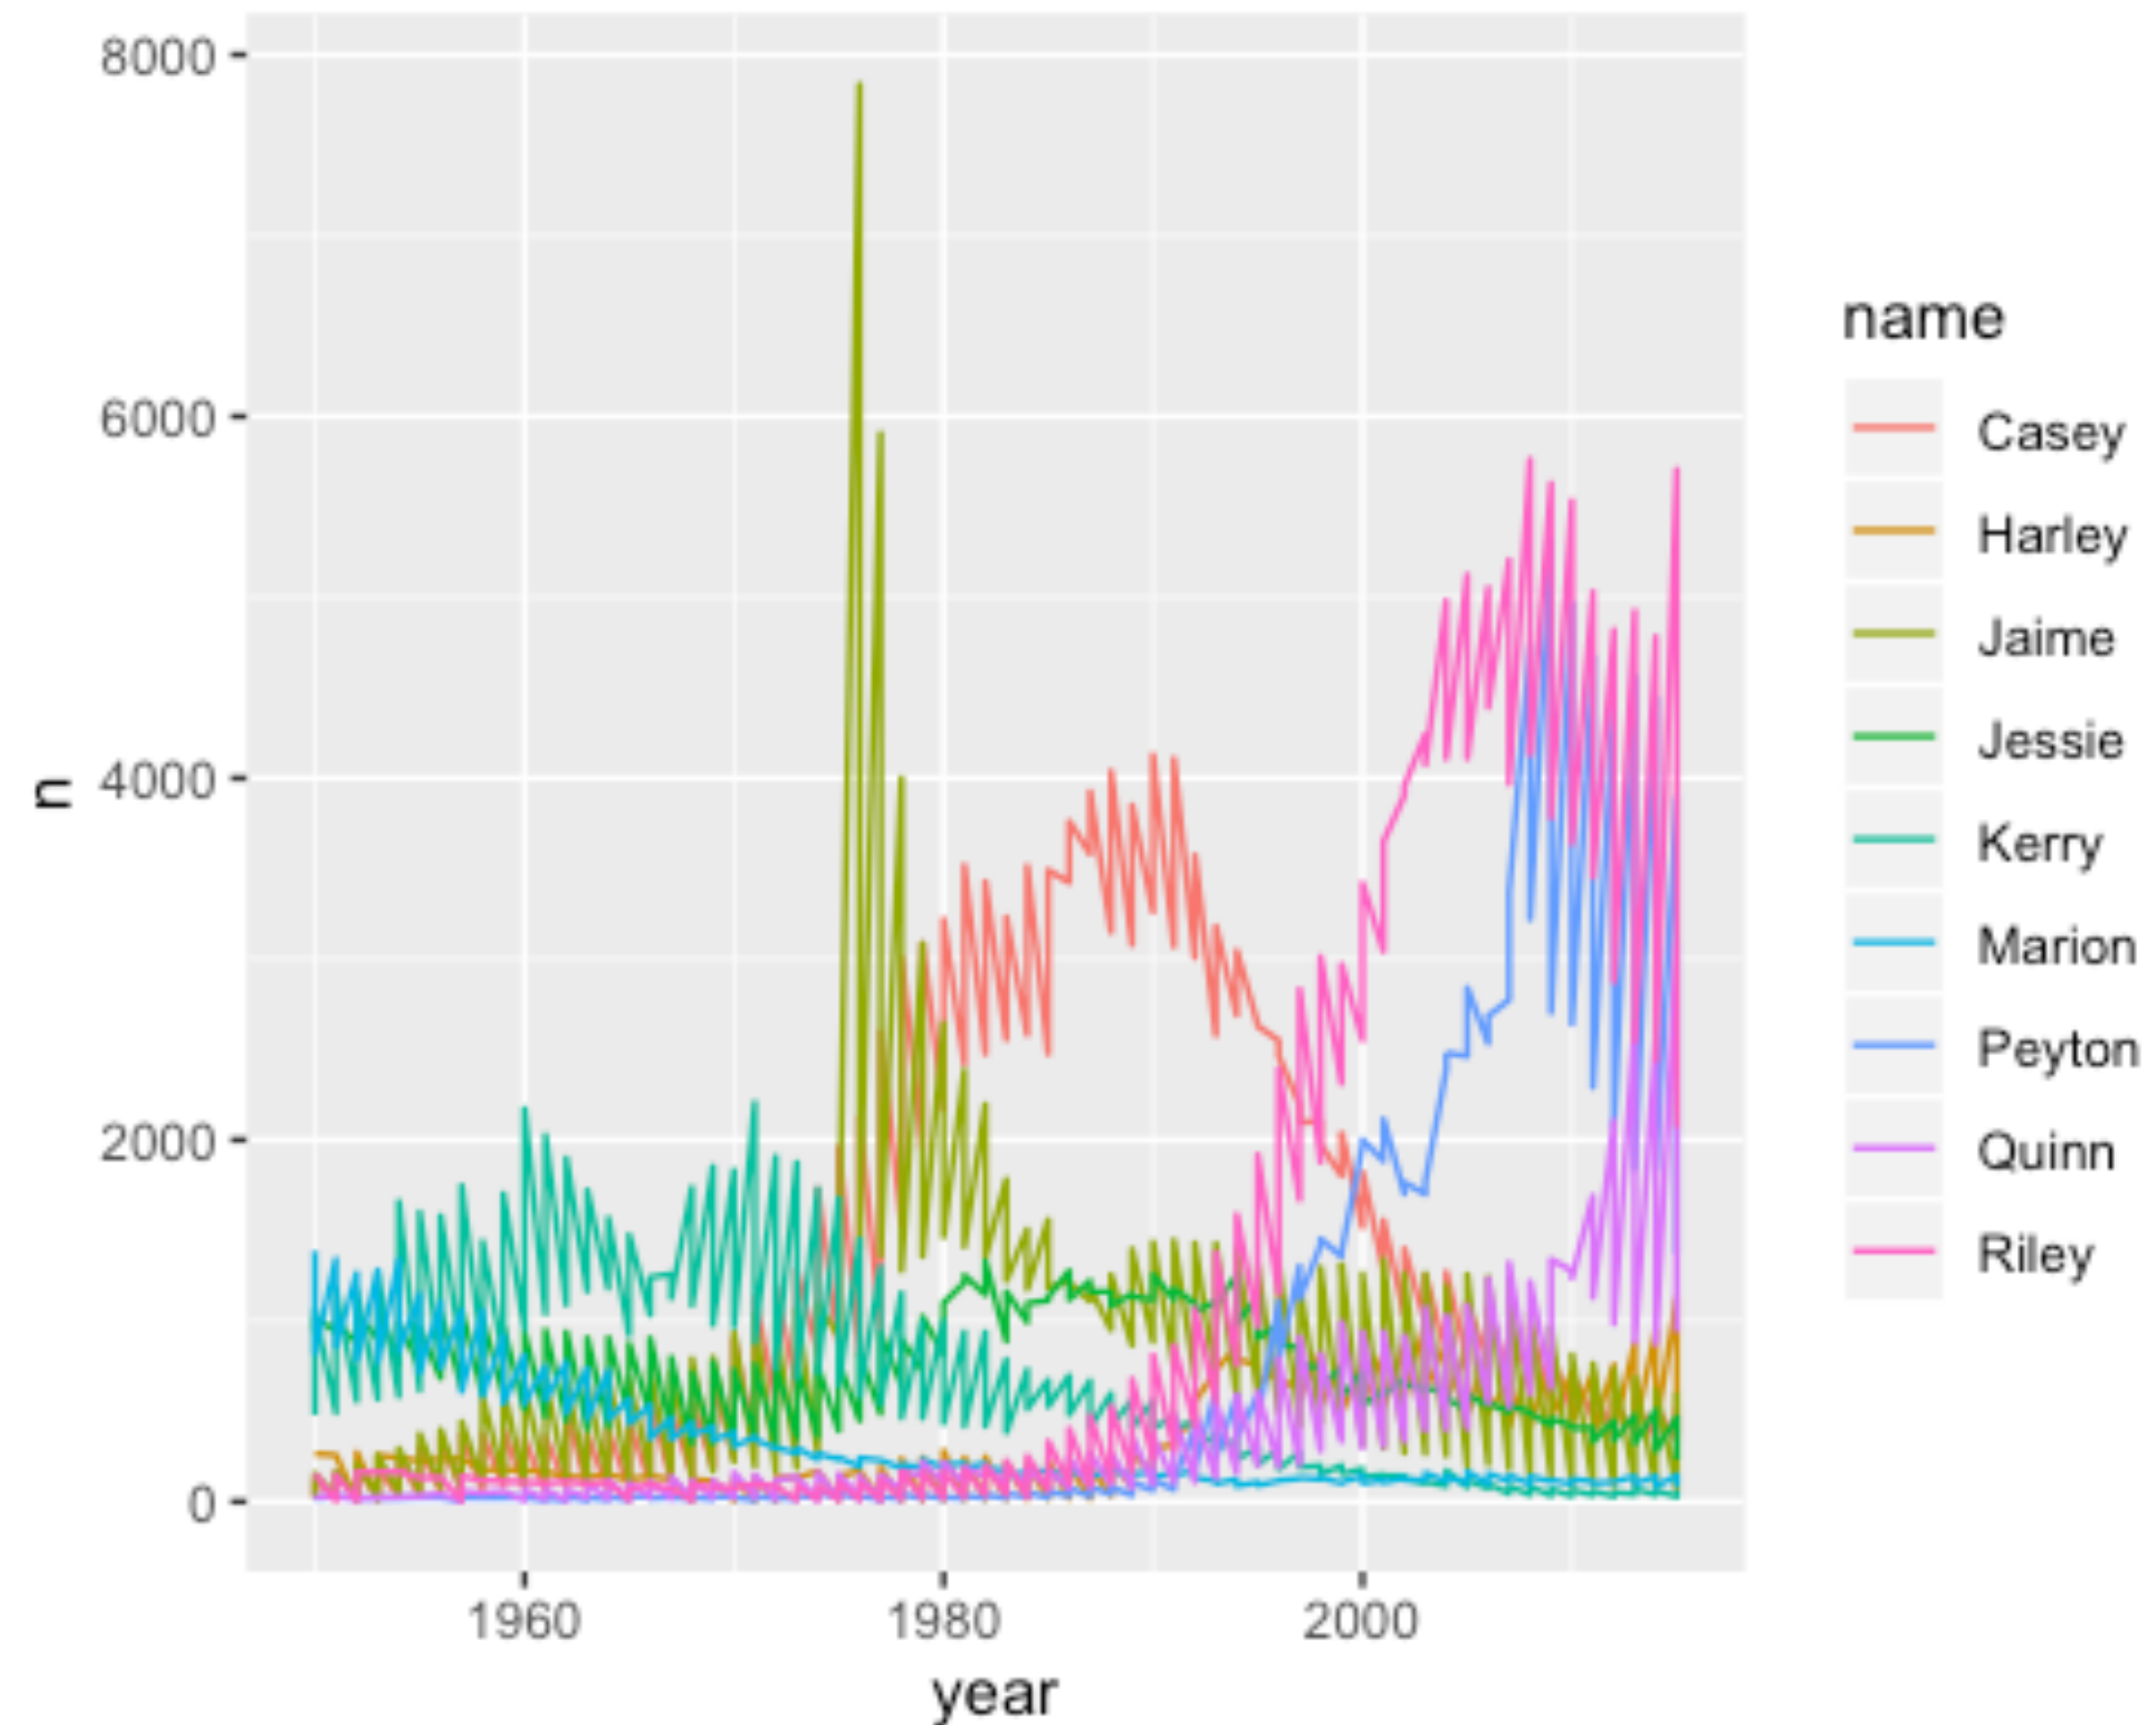 8000
6000
4000
2000
0
n
1960 1980 2000
year
name
Casey
Harley
Jaime
Jessie
Kerry
Marion
Peyton
Quinn
Riley